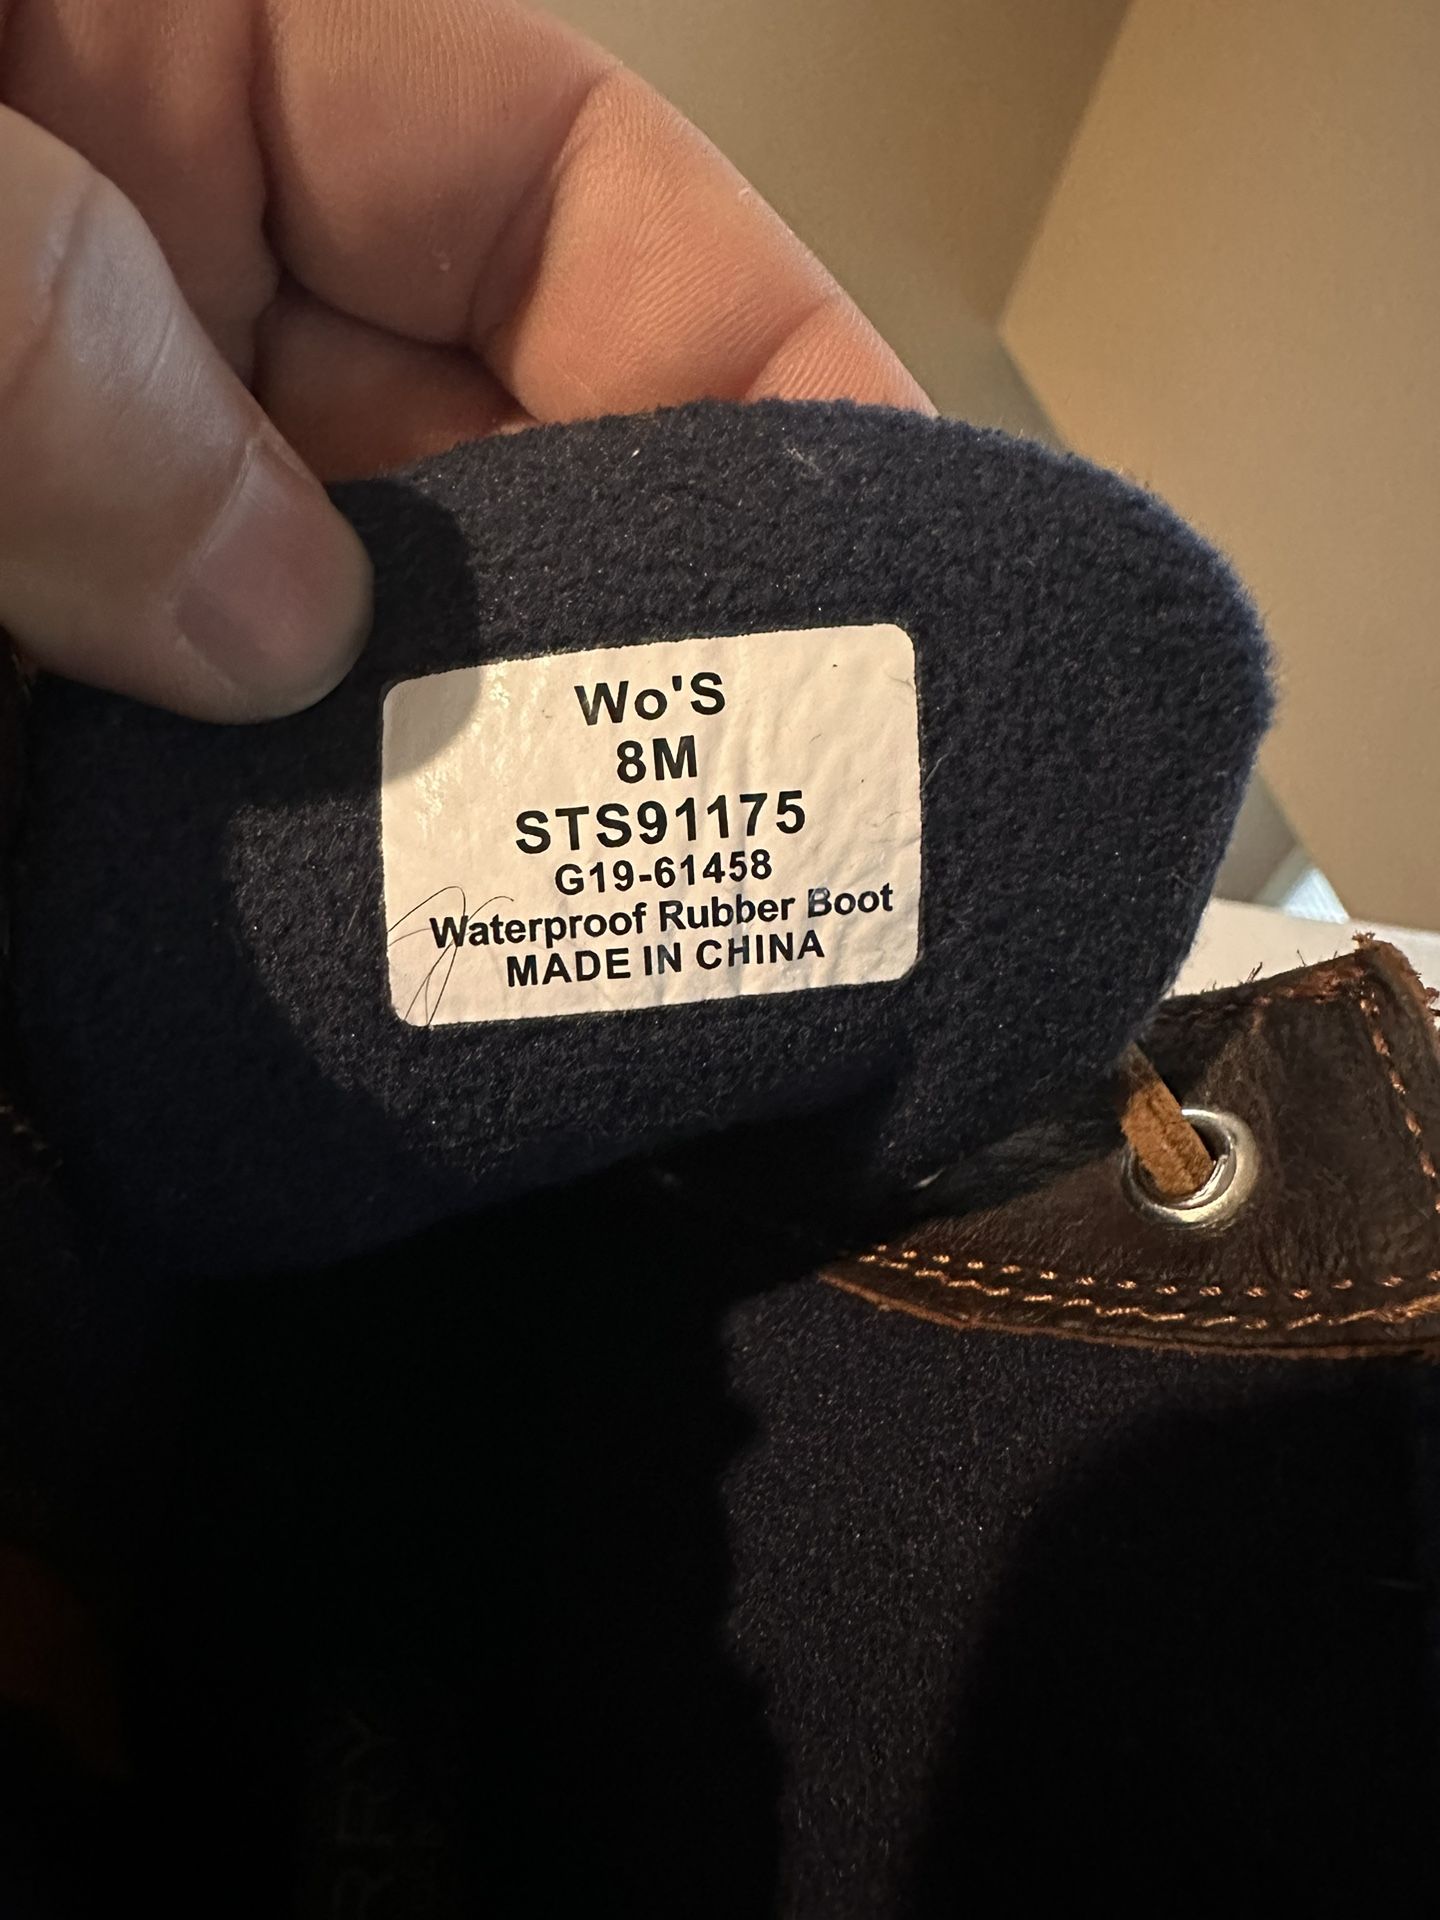 Wo'S
8M
STS91175
G19-61458
Waterproof Rubber Boot
MADE IN CHINA